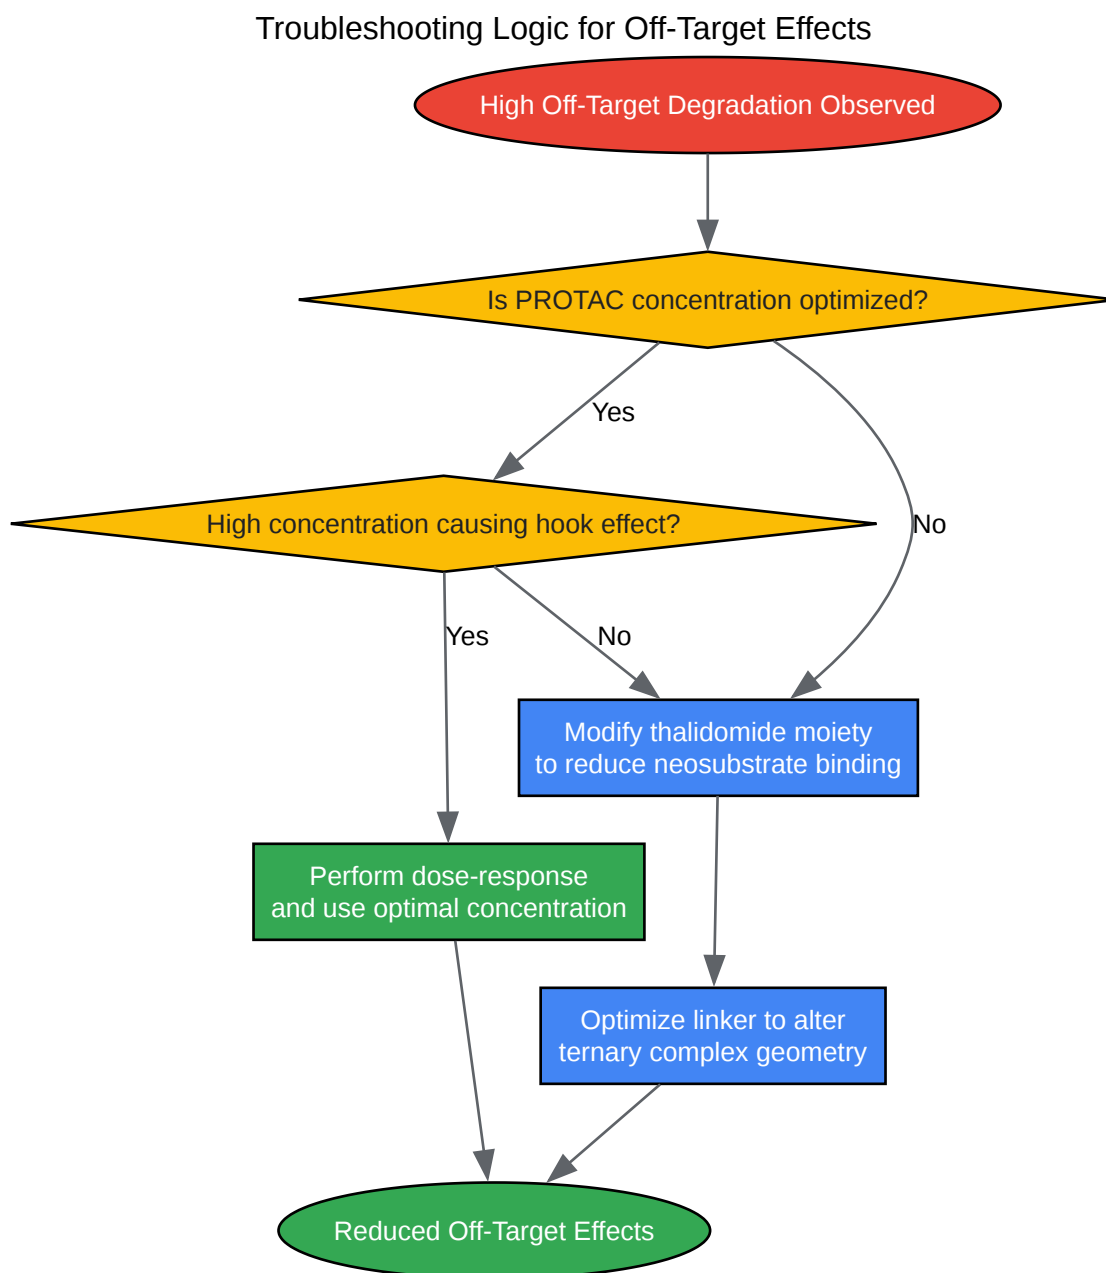 Troubleshooting Logic for Off-Target Effects
High Off-Target Degradation Observed
Is PROTAC concentration optimized?
Yes
High concentration causing hook effect?
No
Yes
No
Modify thalidomide moiety
to reduce neosubstrate binding
Perform dose-response
and use optimal concentration
Optimize linker to alter
ternary complex geometry
Reduced Off-Target Effects